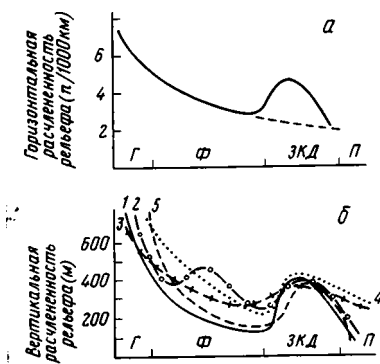 а
Горизонтальная
расчлененность
рельефа (п/1000км)
6
4
2
Г Ф ЗКД П
б
Вертикальная
расчлененность
рельефа (м)
1 2 5
3
600
400
200
4
Г Ф ЗКД П